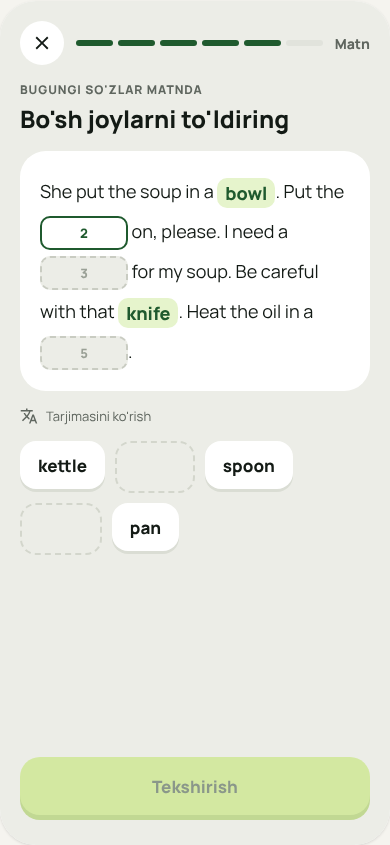 Matn
BUGUNGI SO'ZLAR MATNDA
Bo'sh joylarni to'ldiring
She put the soup in a bowl. Put the
2 on, please. I need a
3 for my soup. Be careful
with that knife. Heat the oil in a
5.
Tarjimasini ko'rish
kettle spoon
pan
Tekshirish